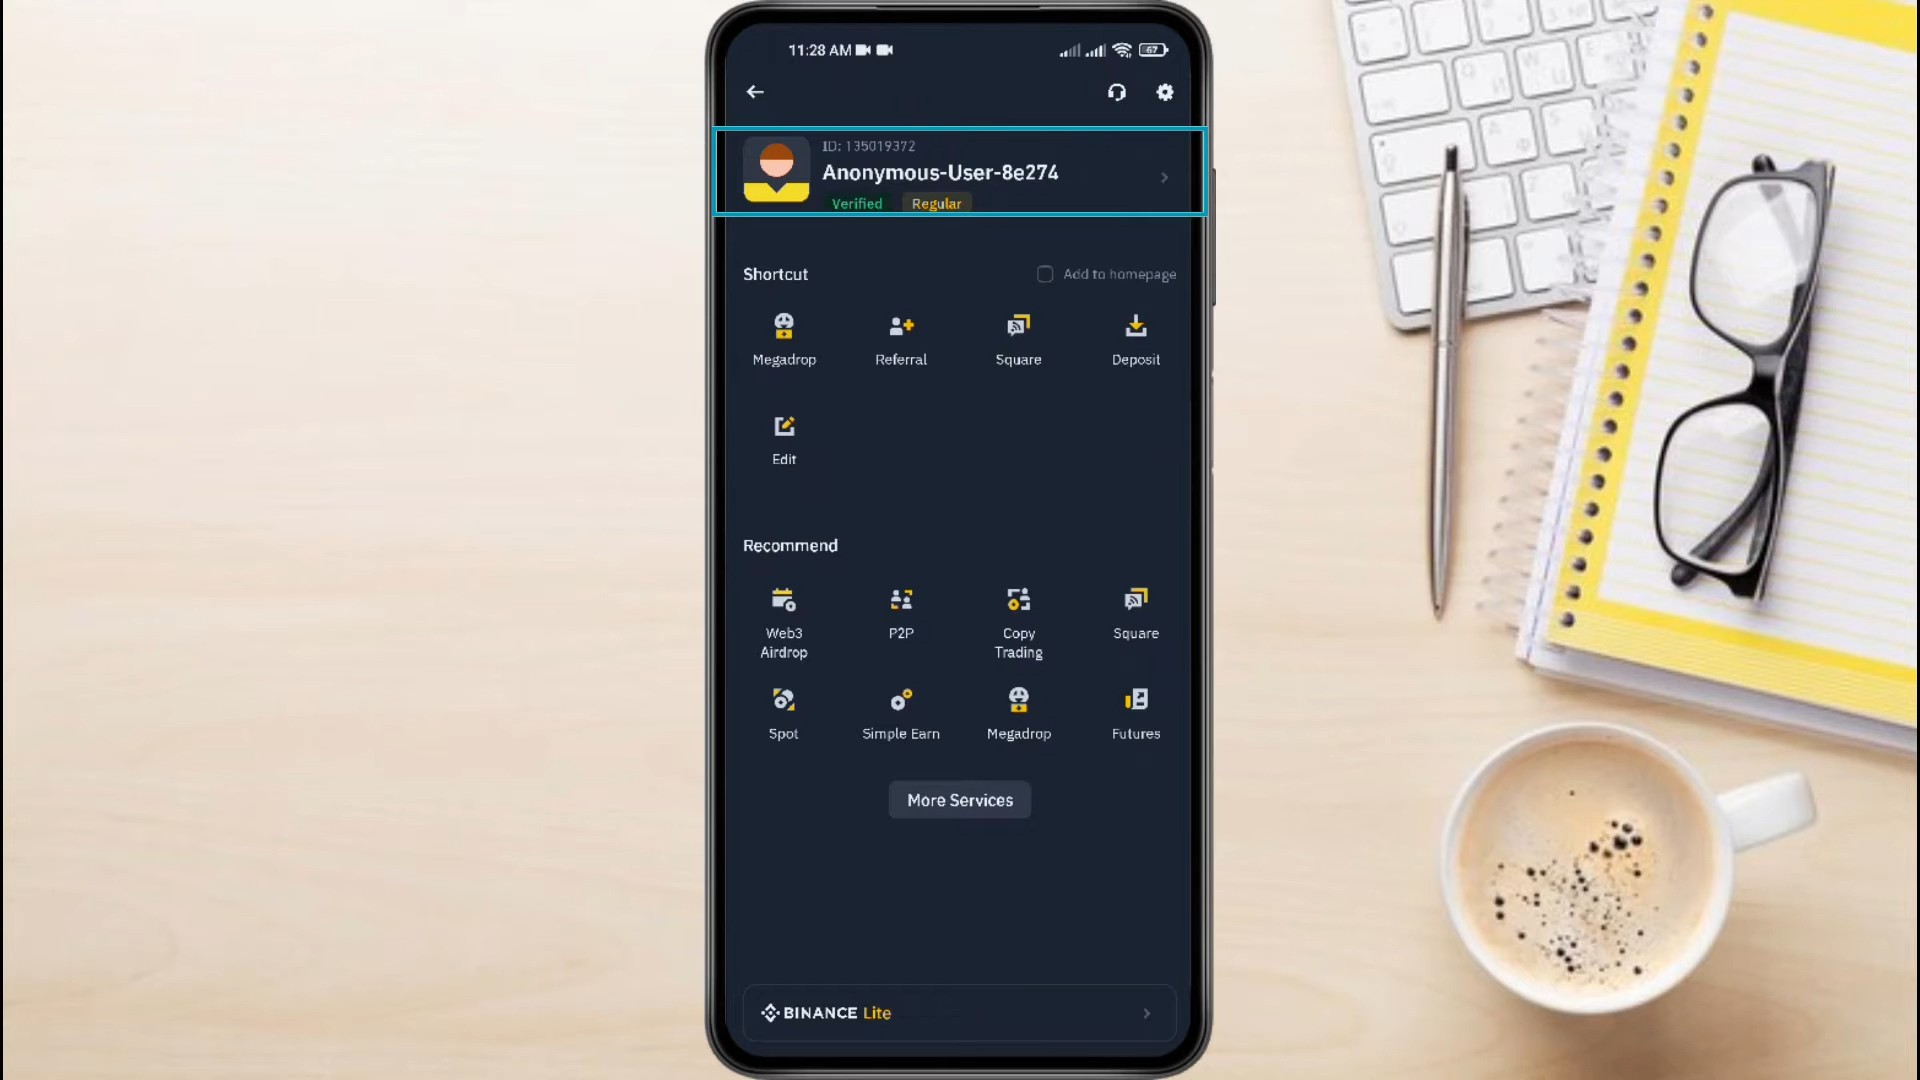 11:28 AM
67
ID: 135019372
Anonymous-User-8e274
Verified Regular
Shortcut
Add to homepage
Megadrop Referral Square Deposit
Edit
Recommend
Web3 Airdrop P2P Copy Trading Square
Spot Simple Earn Megadrop Futures
More Services
BINANCE Lite